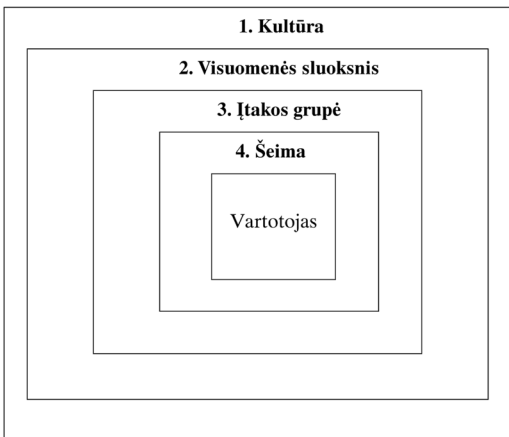 1. Kultūra
2. Visuomenės sluoksnis
3. Įtakos grupė
4. Šeima
Vartotojas